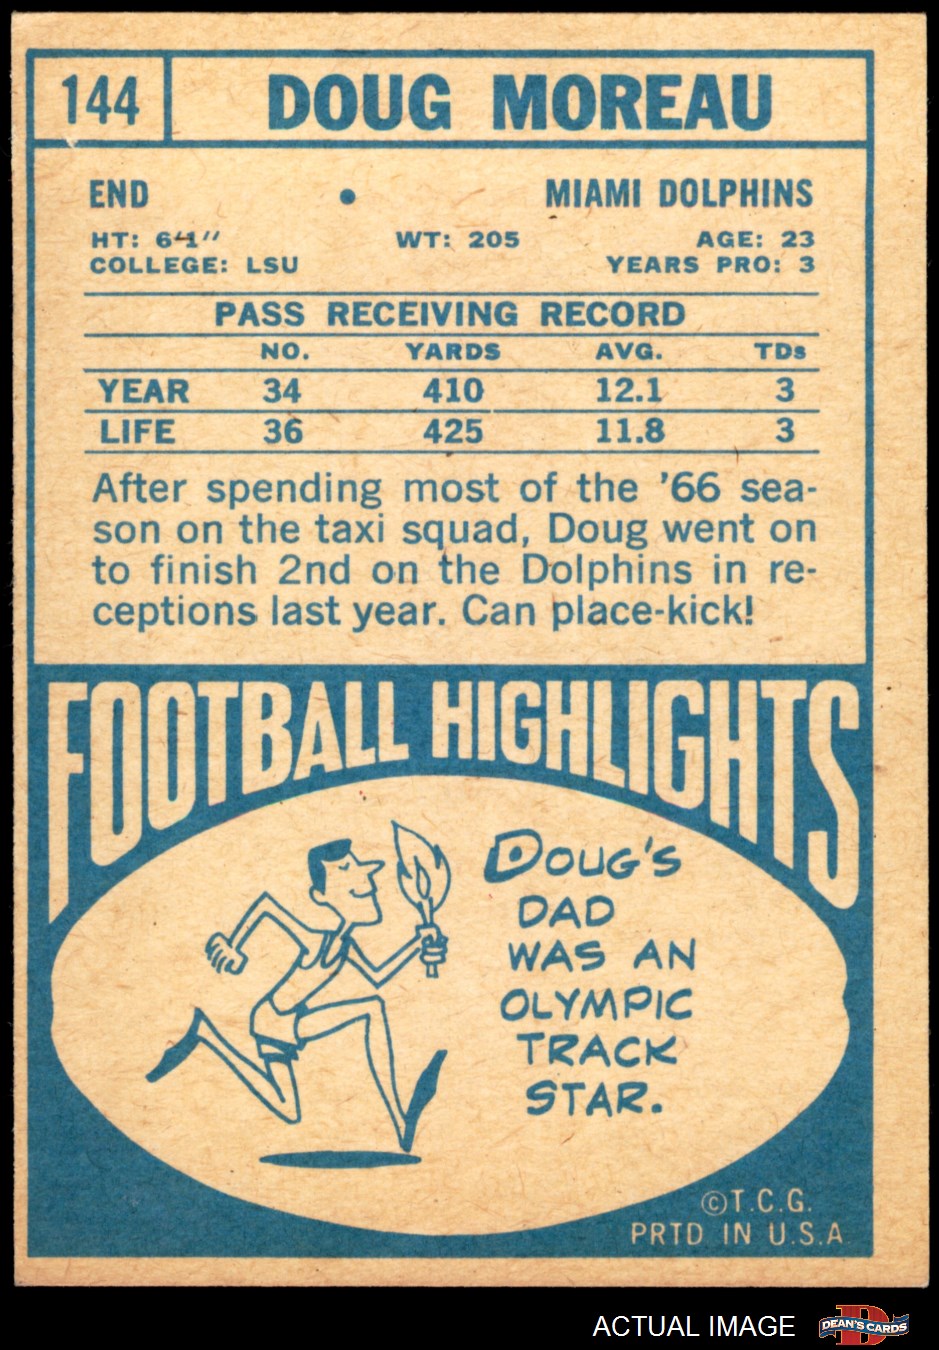 144 DOUG MOREAU
END • MIAMI DOLPHINS
HT: 6'1" WT: 205 AGE: 23
COLLEGE: LSU YEARS PRO: 3
PASS RECEIVING RECORD
NO. YARDS AVG. TDs
YEAR 34 410 12.1 3
LIFE 36 425 11.8 3
After spending most of the '66 sea-
son on the taxi squad, Doug went on
to finish 2nd on the Dolphins in re-
ceptions last year. Can place-kick!
FOOTBALL HIGHLIGHTS
DOUG'S
DAD
WAS AN
OLYMPIC
TRACK
STAR.
©T.C.G.
PRTD IN U.S.A
ACTUAL IMAGE
DEAN'S CARDS